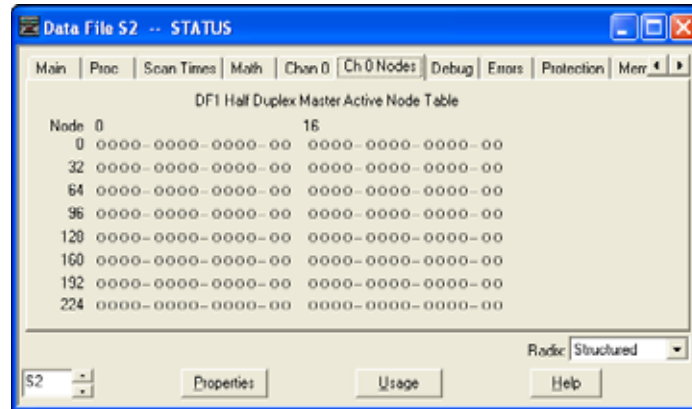 Data File S2 -- STATUS
Main Proc Scan Times Math Chan 0 Ch 0 Nodes Debug Errors Protection Mem
DF1 Half Duplex Master Active Node Table
Node 0 16
0 0000-0000-0000-00 0000-0000-0000-00
32 0000-0000-0000-00 0000-0000-0000-00
64 0000-0000-0000-00 0000-0000-0000-00
96 0000-0000-0000-00 0000-0000-0000-00
128 0000-0000-0000-00 0000-0000-0000-00
160 0000-0000-0000-00 0000-0000-0000-00
192 0000-0000-0000-00 0000-0000-0000-00
224 0000-0000-0000-00 0000-0000-0000-00
Radix: Structured
S2 Properties Usage Help